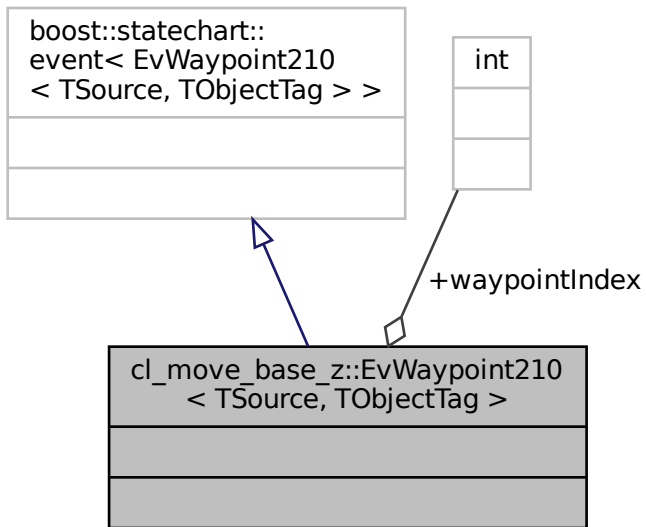 boost::statechart::
event< EvWaypoint210
< TSource, TObjectTag > >
int
+waypointIndex
cl_move_base_z::EvWaypoint210
< TSource, TObjectTag >